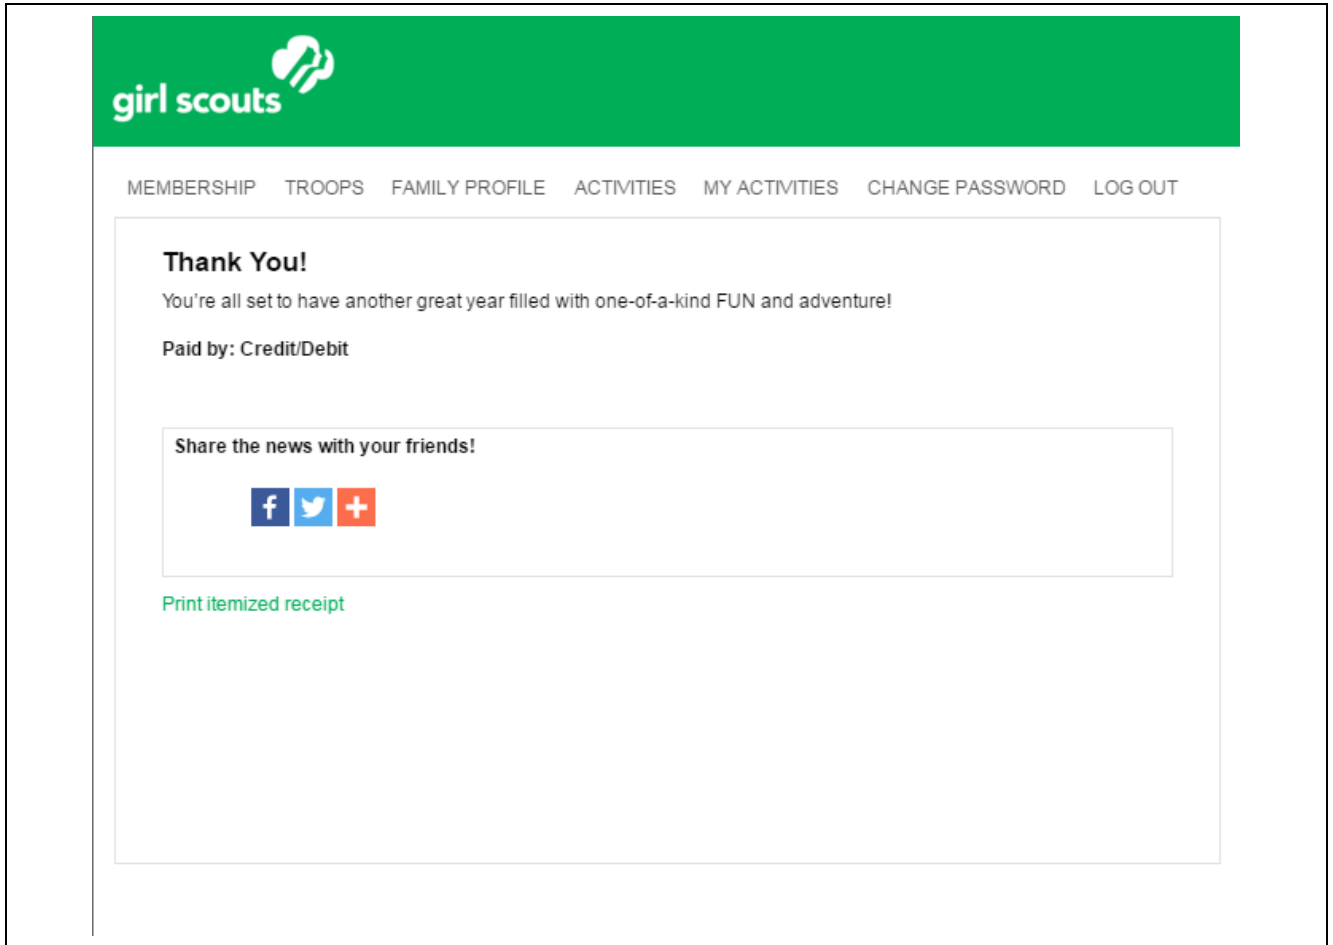 girl scouts
MEMBERSHIP TROOPS FAMILY PROFILE ACTIVITIES MY ACTIVITIES CHANGE PASSWORD LOG OUT
Thank You!
You're all set to have another great year filled with one-of-a-kind FUN and adventure!
Paid by: Credit/Debit
Share the news with your friends!
Print itemized receipt